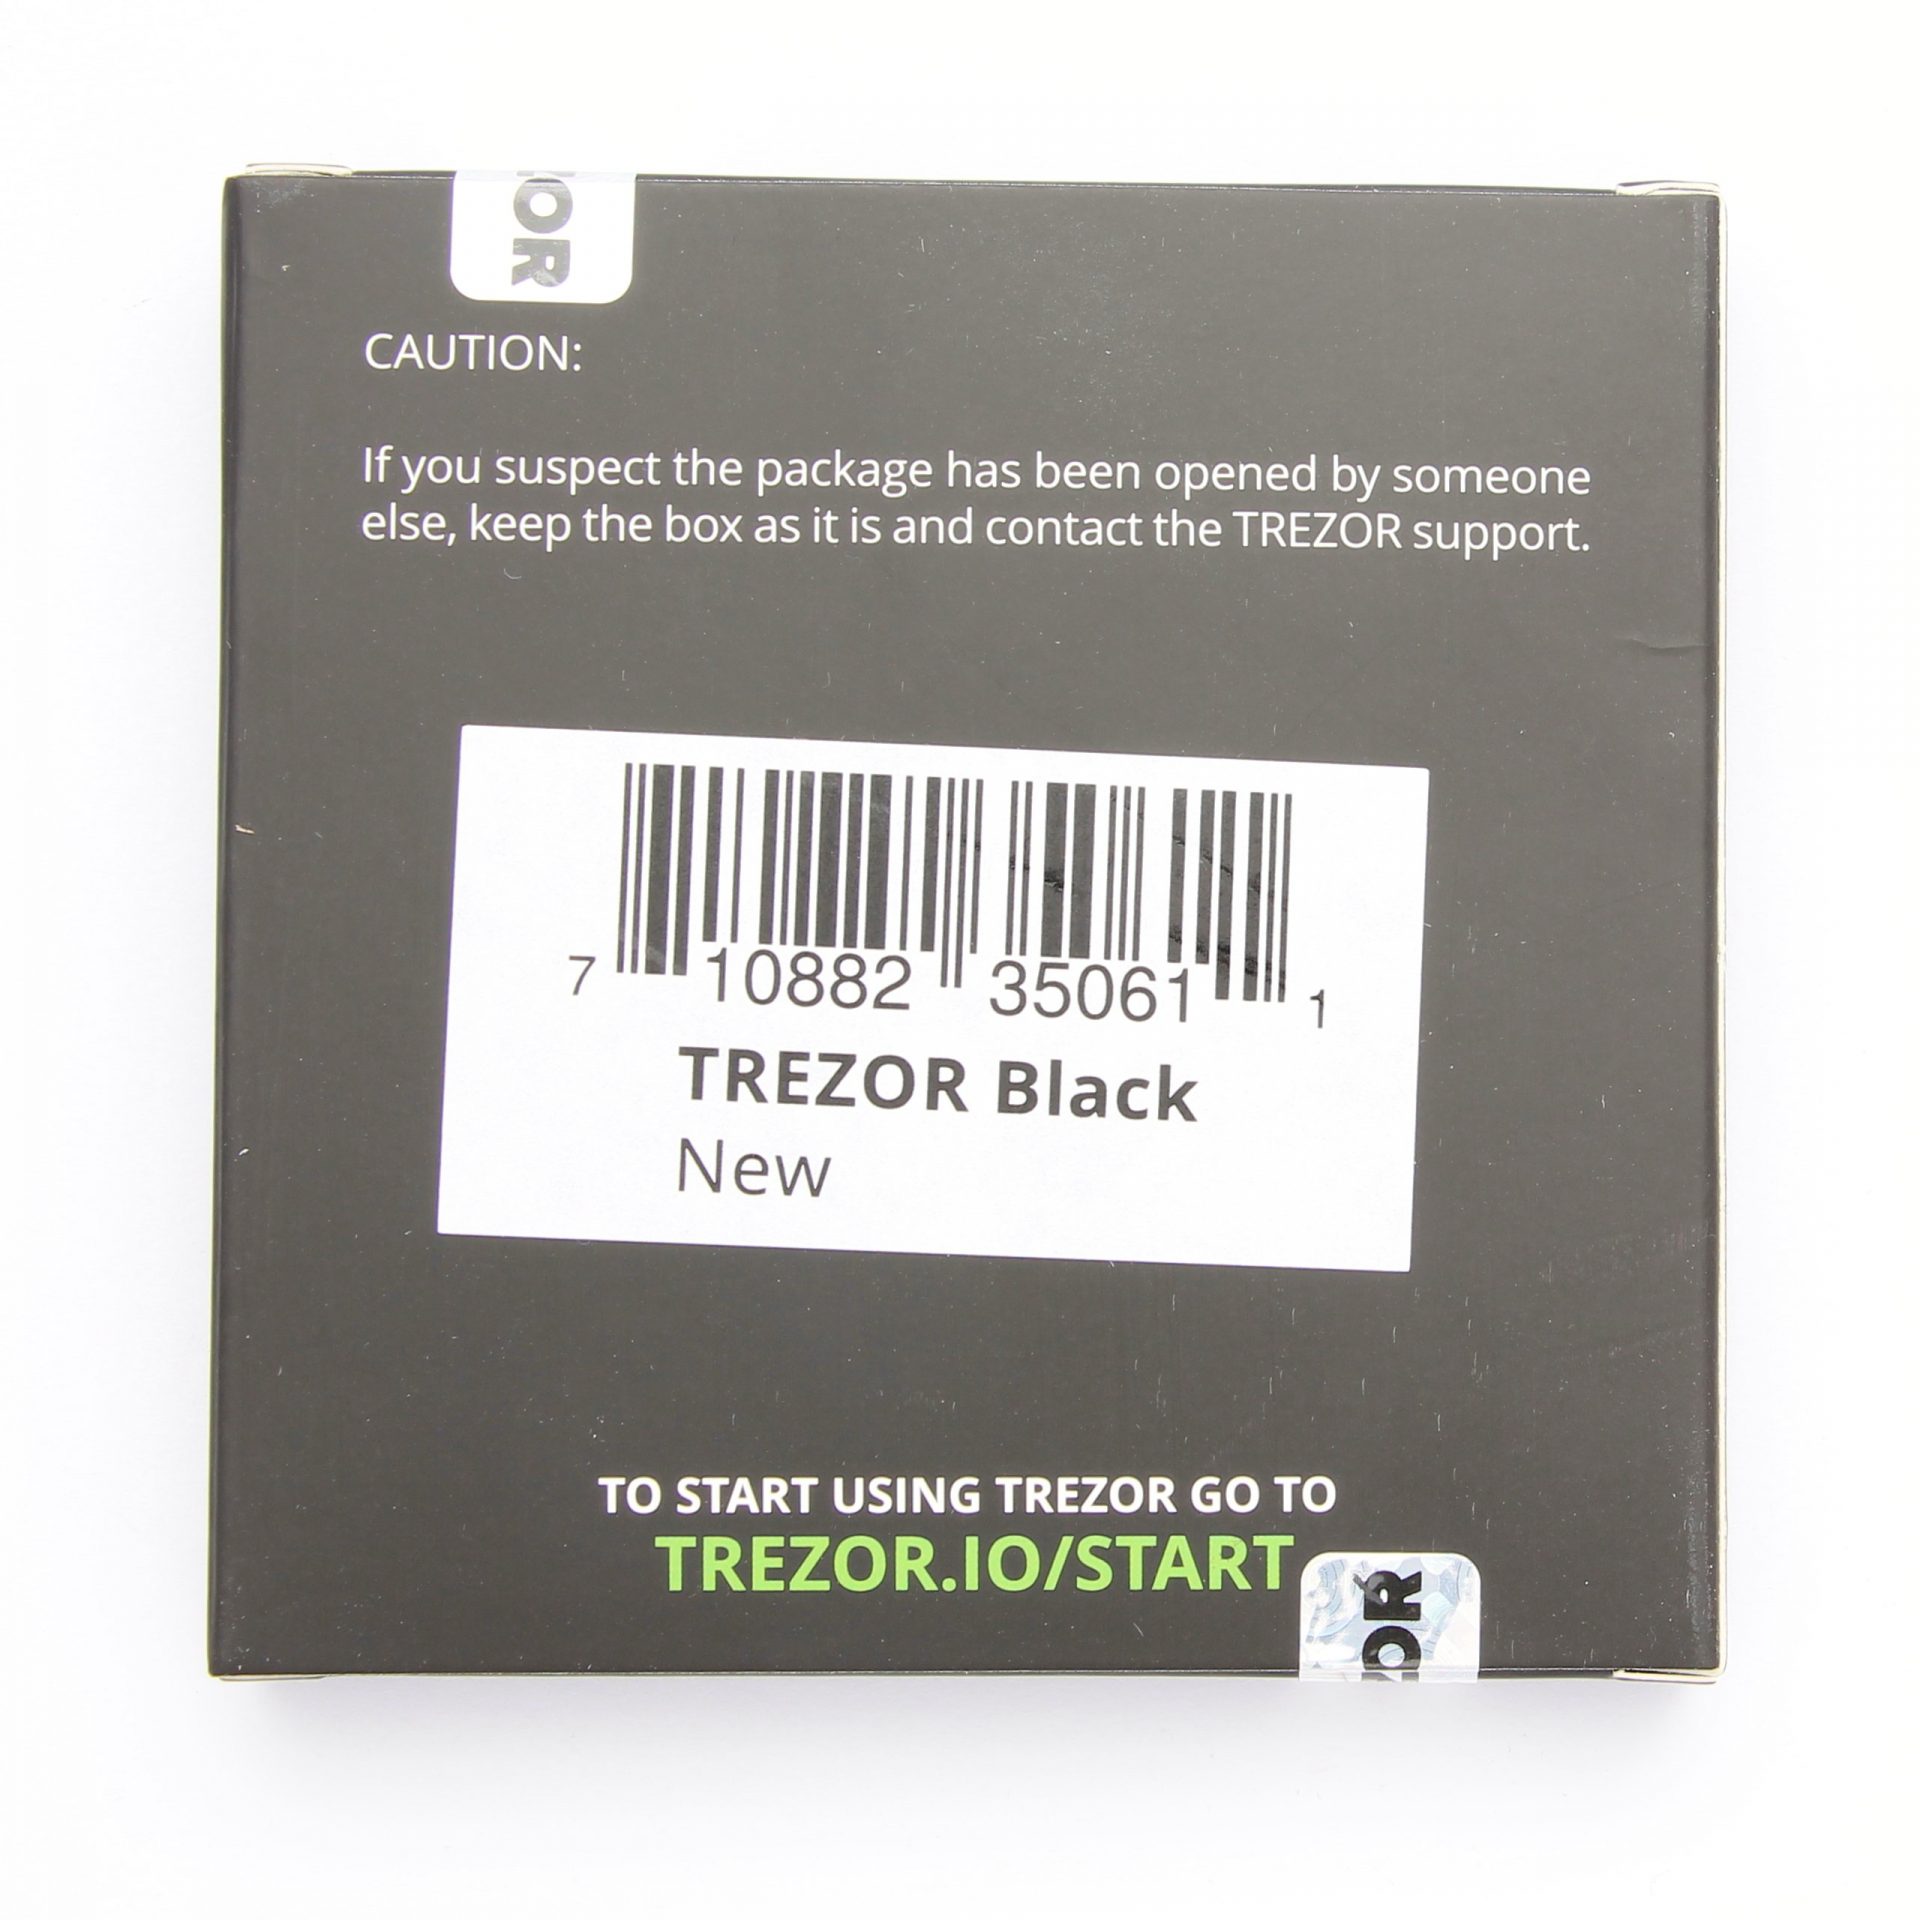 ZOR
CAUTION:
If you suspect the package has been opened by someone
else, keep the box as it is and contact the TREZOR support.
7 10882 35061 1
TREZOR Black
New
TO START USING TREZOR GO TO
TREZOR.IO/START
ZOR